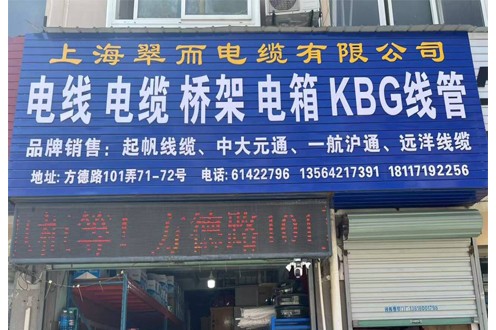 上海翠而电缆有限公司
电线 电缆 桥架 电箱 KBG线管
品牌销售：起帆线缆、中大元通、一航沪通、远洋线缆
地址: 方德路101弄71-72号 电话: 61422796 13564217391 18117192256
等！方德路101